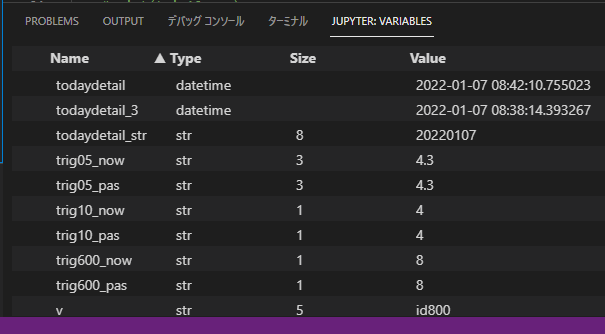 PROBLEMS OUTPUT デバッグ コンソール ターミナル JUPYTER: VARIABLES
Name ▲ Type Size Value
todaydetail datetime 2022-01-07 08:42:10.755023
todaydetail_3 datetime 2022-01-07 08:38:14.393267
todaydetail_str str 8 20220107
trig05_now str 3 4.3
trig05_pas str 3 4.3
trig10_now str 1 4
trig10_pas str 1 4
trig600_now str 1 8
trig600_pas str 1 8
v str 5 id800